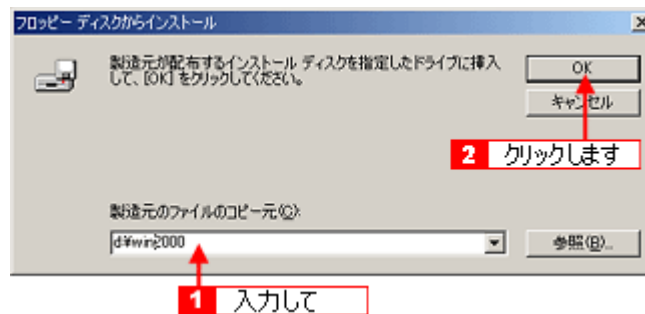 フロッピー ディスクからインストール
製造元が配布するインストール ディスクを指定したドライブに挿入
して、[OK] をクリックしてください。
OK
キャンセル
2 クリックします
製造元のファイルのコピー元(C):
d¥win2000
参照(B)...
1 入力して